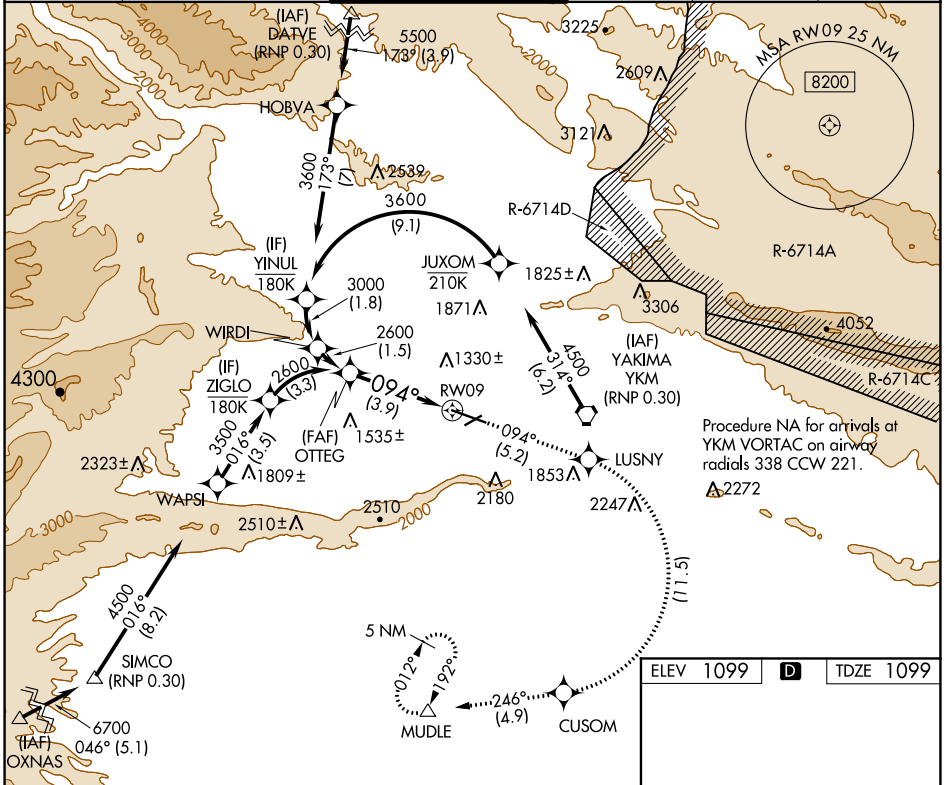 (IAF)
DATVE
(RNP 0.30)
5500
173° (3.9)
2000
3000
2000
HOBVA
3600
173°
(7)
2539
3225
2000
2609
3121
MSA RW09 25 NM
8200
R-6714D
R-6714A
3600
(9.1)
(IF)
YINUL
180K
JUXOM
210K
1825±
1871
3306
4052
R-6714C
3000
(1.8)
WIRDI
2600
(1.5)
(IF)
ZIGLO
180K
2600
(3.3)
1330±
RW09
4500
314°
(6.2)
(IAF)
YAKIMA
YKM
(RNP 0.30)
4300
094°
(3.9)
(FAF)
OTTEG
1535±
3500
016°
(3.5)
2323±
1809±
WAPSI
094°
(5.2)
1853
LUSNY
Procedure NA for arrivals at
YKM VORTAC on airway
radials 338 CCW 221.
2272
2180
2247
2510±
2510
2000
3000
(11.5)
4500
016°
(8.2)
SIMCO
(RNP 0.30)
6700
046° (5.1)
(IAF)
OXNAS
5 NM
012°
192°
MUDLE
246°
(4.9)
CUSOM
ELEV 1099 D TDZE 1099